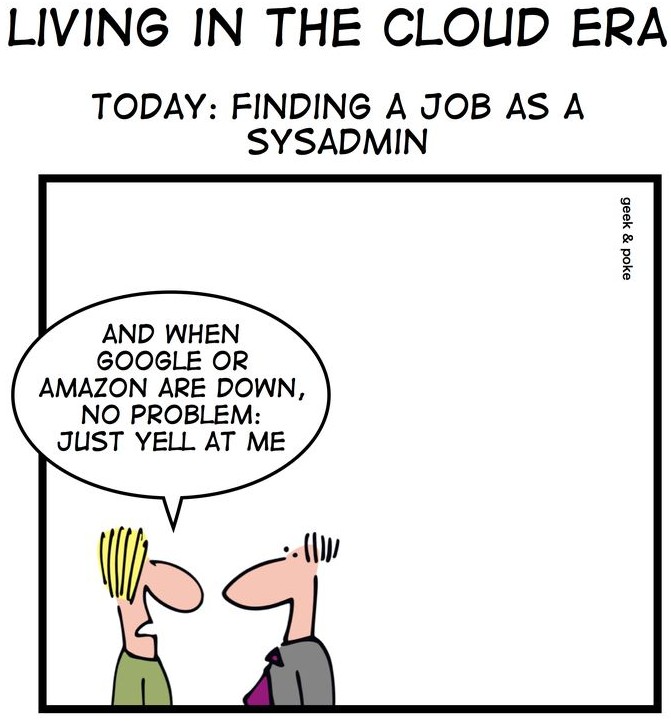 LIVING IN THE CLOUD ERA
TODAY: FINDING A JOB AS A
SYSADMIN
geek & poke
AND WHEN
GOOGLE OR
AMAZON ARE DOWN,
NO PROBLEM:
JUST YELL AT ME